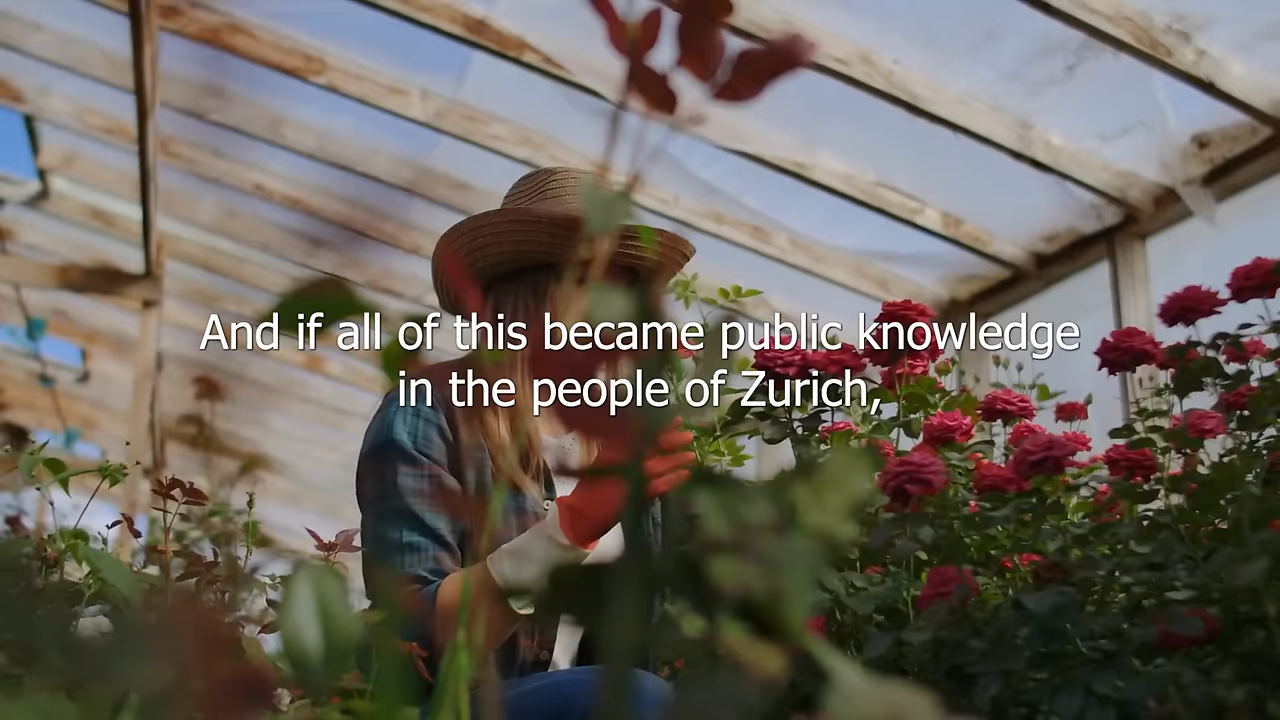 And if all of this became public knowledge
in the people of Zurich,